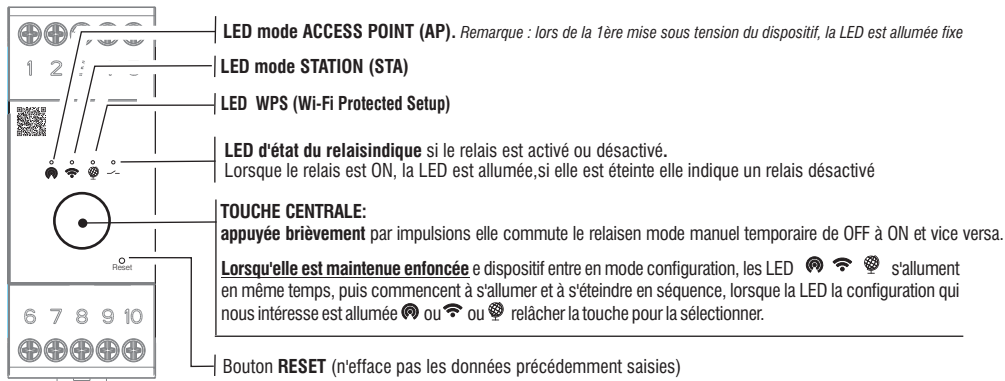 LED mode ACCESS POINT (AP). Remarque : lors de la 1ère mise sous tension du dispositif, la LED est allumée fixe
1 2
LED mode STATION (STA)
LED WPS (Wi-Fi Protected Setup)
LED d'état du relaisindique si le relais est activé ou désactivé.
Lorsque le relais est ON, la LED est allumée,si elle est éteinte elle indique un relais désactivé
TOUCHE CENTRALE:
appuyée brièvement par impulsions elle commute le relaisen mode manuel temporaire de OFF à ON et vice versa.
Reset
Lorsqu'elle est maintenue enfoncée e dispositif entre en mode configuration, les LED s'allument
en même temps, puis commencent à s'allumer et à s'éteindre en séquence, lorsque la LED la configuration qui
nous intéresse est allumée ou ou relâcher la touche pour la sélectionner.
6 7 8 9 10
Bouton RESET (n'efface pas les données précédemment saisies)